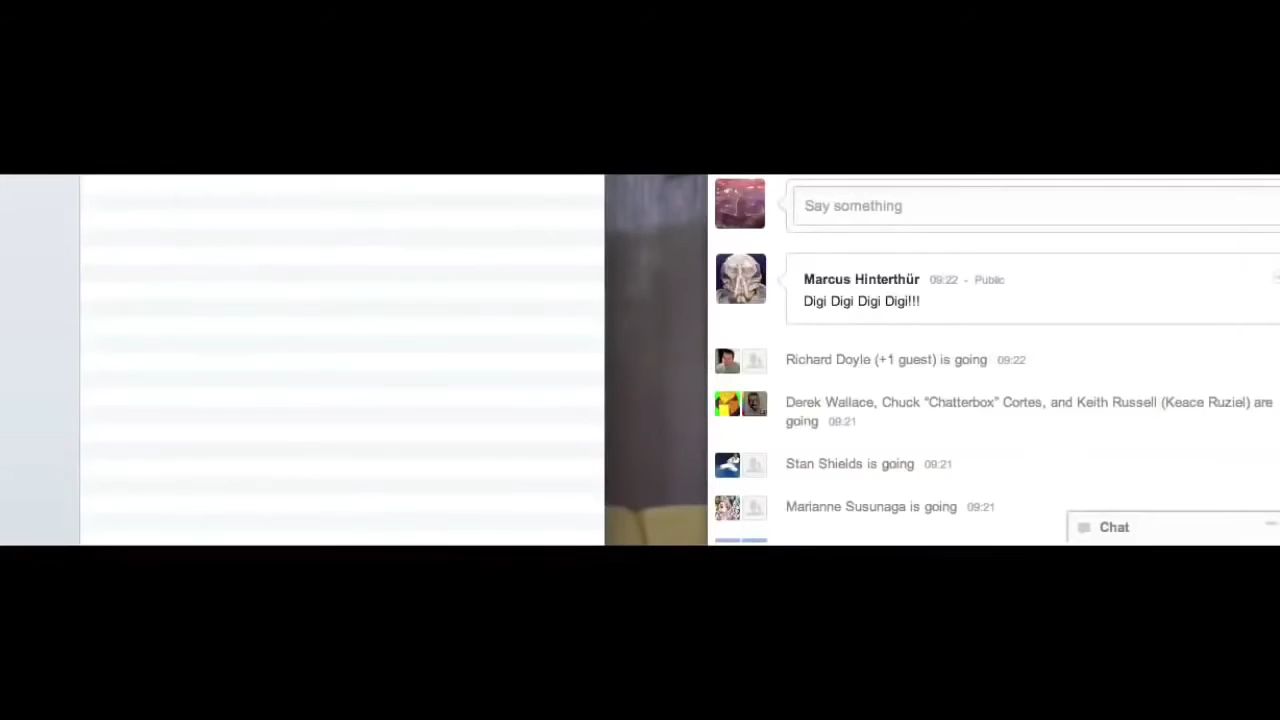 Say something
Marcus Hinterthür 09:22 - Public
Digi Digi Digi Digi!!!
Richard Doyle (+1 guest) is going 09:22
Derek Wallace, Chuck "Chatterbox" Cortes, and Keith Russell (Keace Ruziel) are
going 09:21
Stan Shields is going 09:21
Marianne Susunaga is going 09:21
Chat